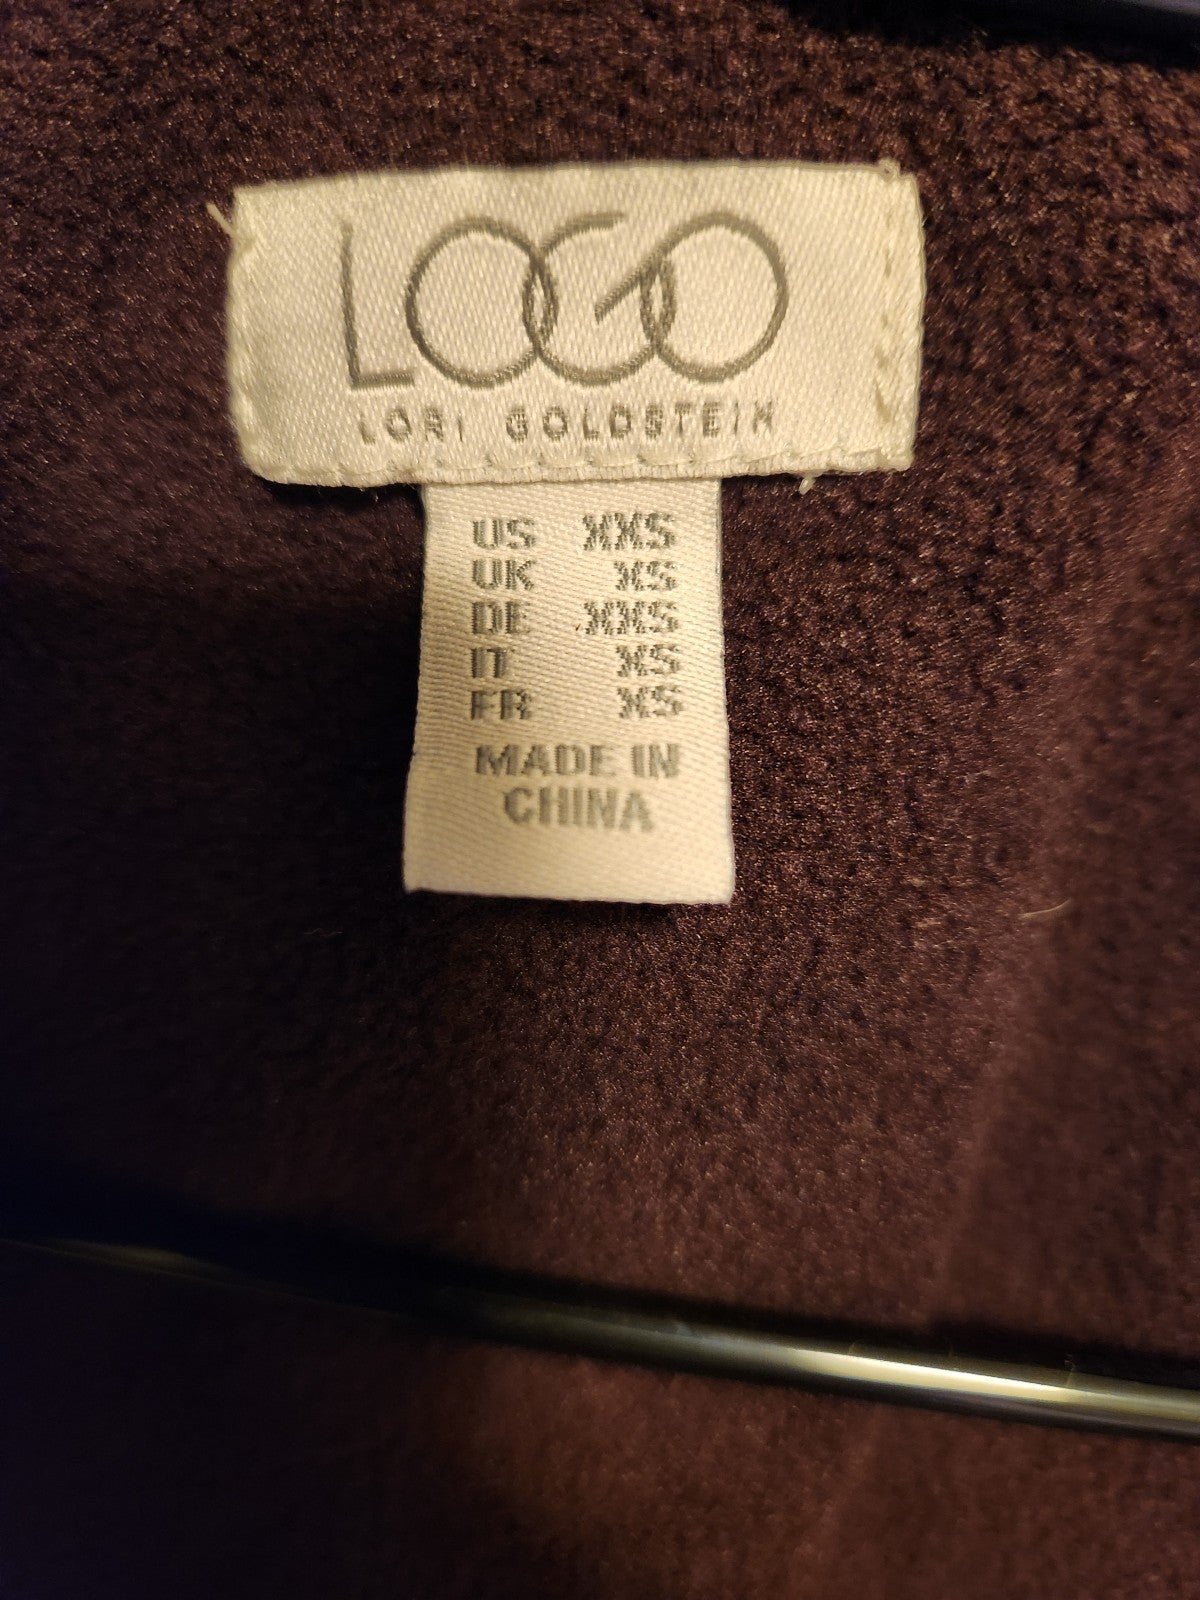 LOGO
LORI GOLDSTEIN
US XXS
UK XS
DE XXS
IT XS
FR XS
MADE IN
CHINA